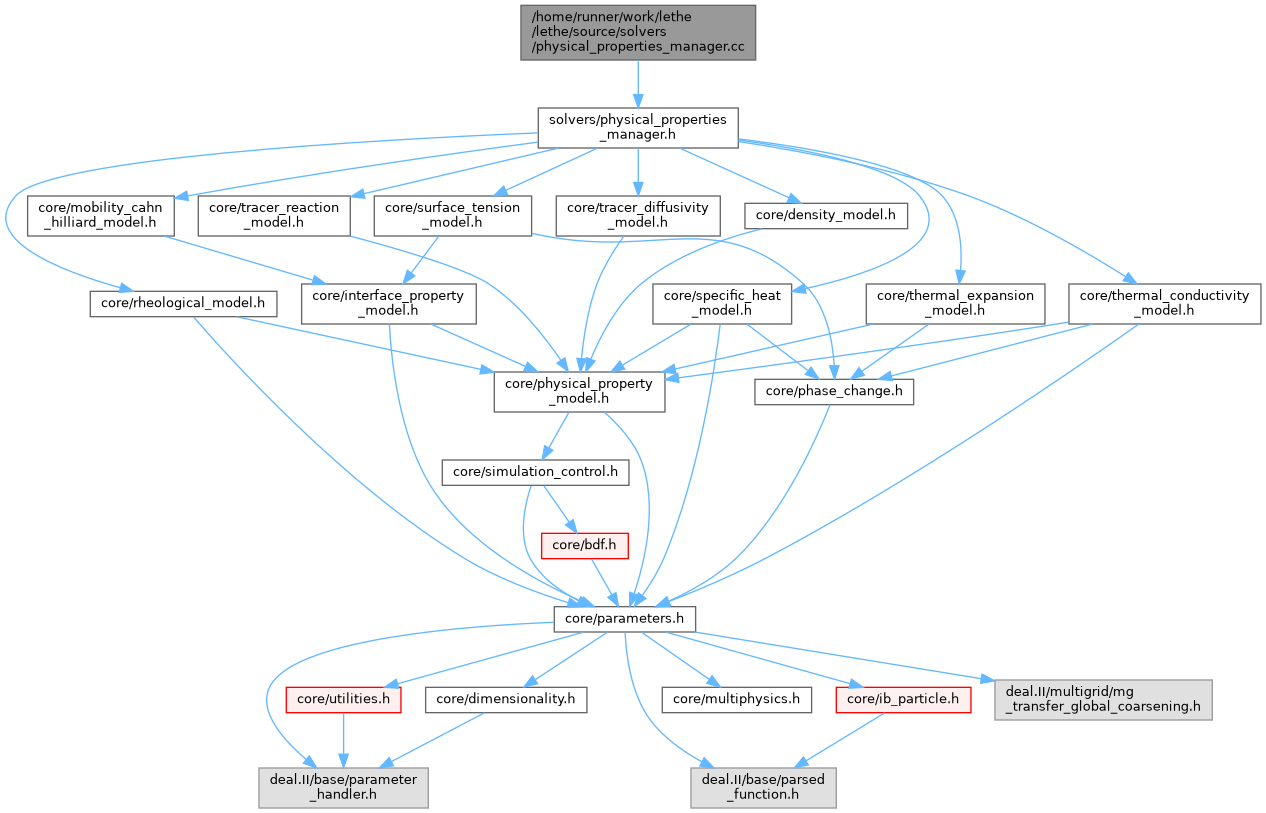 /home/runner/work/lethe
/lethe/source/solvers
/physical_properties_manager.cc
solvers/physical_properties
_manager.h
core/mobility_cahn
_hilliard_model.h
core/tracer_reaction
_model.h
core/surface_tension
_model.h
core/tracer_diffusivity
_model.h
core/density_model.h
core/rheological_model.h
core/interface_property
_model.h
core/specific_heat
_model.h
core/thermal_expansion
_model.h
core/thermal_conductivity
_model.h
core/physical_property
_model.h
core/phase_change.h
core/simulation_control.h
core/bdf.h
core/parameters.h
core/utilities.h
core/dimensionality.h
core/multiphysics.h
core/ib_particle.h
deal.II/multigrid/mg
_transfer_global_coarsening.h
deal.II/base/parameter
_handler.h
deal.II/base/parsed
_function.h